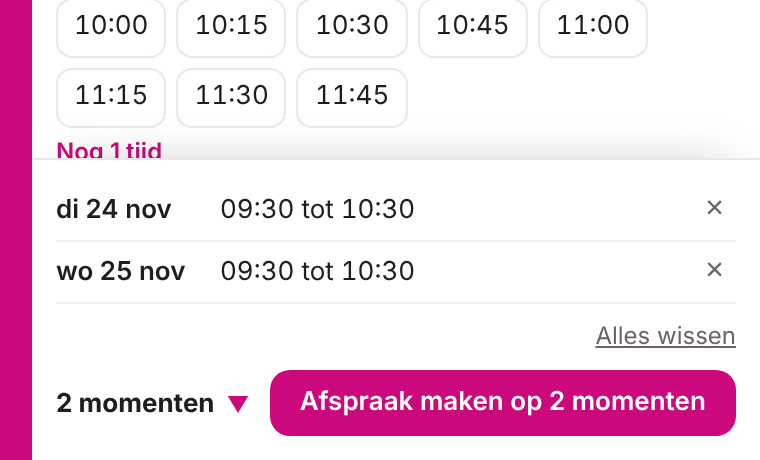 10:00 10:15 10:30 10:45 11:00
11:15 11:30 11:45
Nog 1 tijd
di 24 nov 09:30 tot 10:30 ×
wo 25 nov 09:30 tot 10:30 ×
Alles wissen
2 momenten ▼ Afspraak maken op 2 momenten